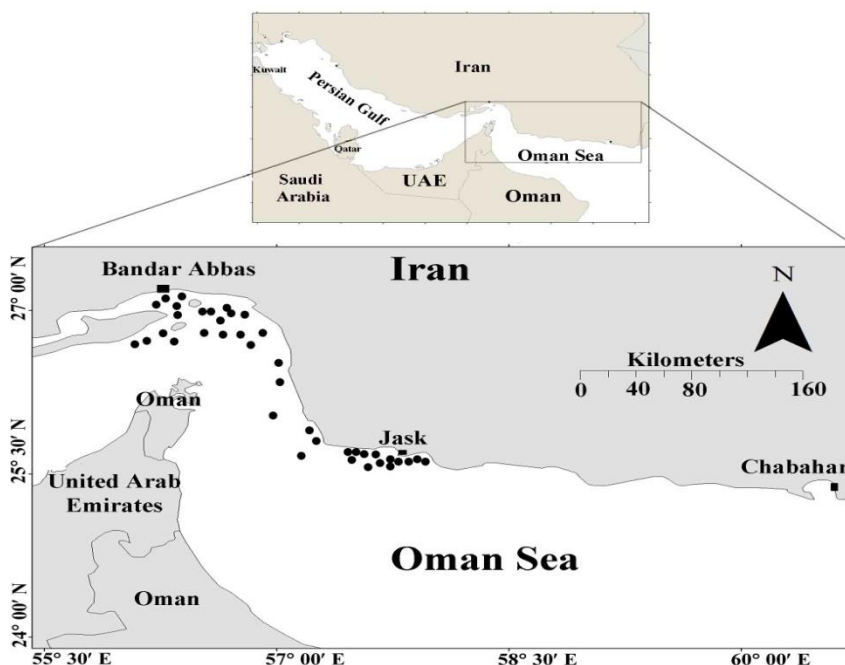 Kuwait
Persian Gulf
Iran
Qatar
Oman Sea
Saudi
Arabia
UAE
Oman
Bandar Abbas
Iran
N
27° 00' N
Kilometers
0 40 80 160
Oman
Jask
25° 30' N
United Arab
Emirates
Chabahar
Oman Sea
Oman
24° 00' N
55° 30' E 57° 00' E 58° 30' E 60° 00' E